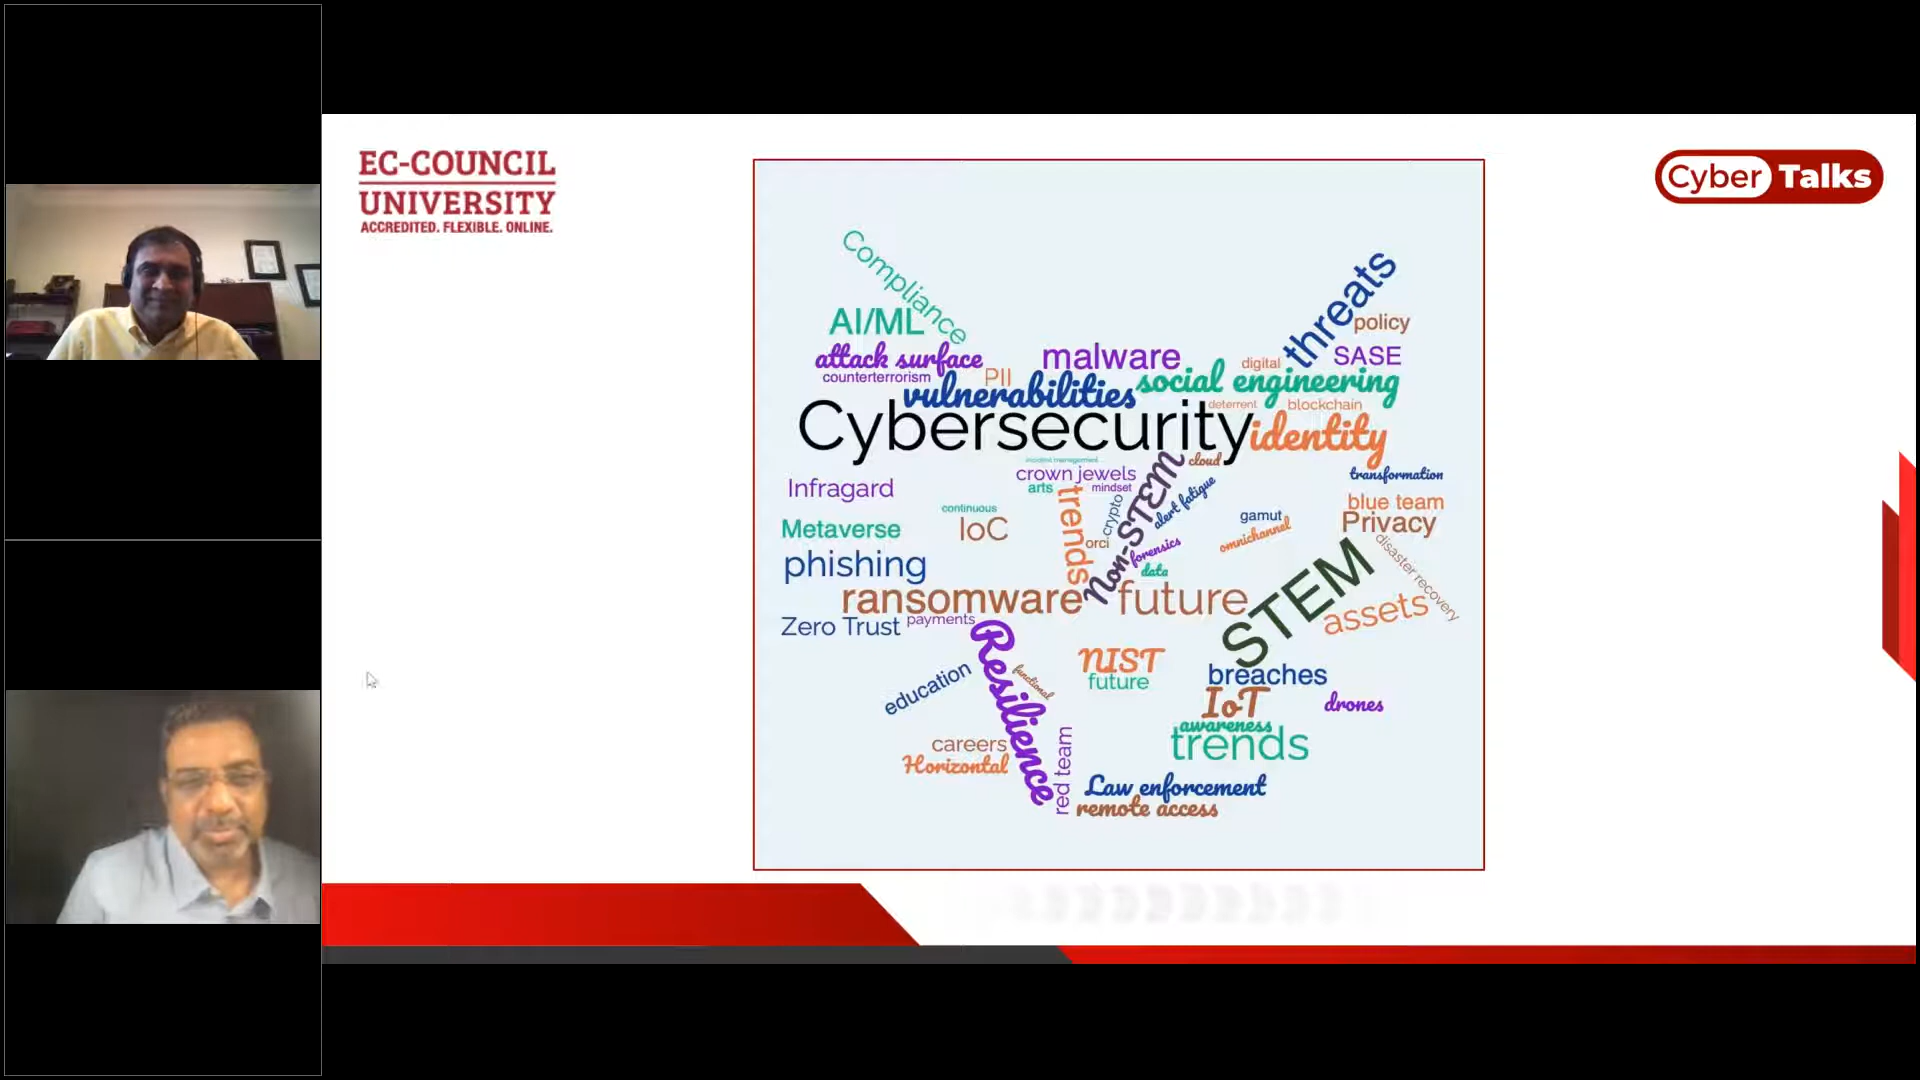 EC-COUNCIL
UNIVERSITY
ACCREDITED. FLEXIBLE. ONLINE.
Cyber Talks
Compliance
threats
AI/ML
policy
attack surface
malware
digital
SASE
counterterrorism
PII
vulnerabilities
social engineering
deterrent
blockchain
Cybersecurity
identity
incident management
cloud
crown jewels
transformation
Infragard
arts
mindset
trends
Non-STEM
alert fatigue
crypto
blue team
continuous
gamut
Privacy
Metaverse
IoC
omnichannel
orci
forensics
disaster recovery
phishing
data
STEM
ransomware
future
assets
Zero Trust
payments
Resilience
NIST
education
functional
future
breaches
IoT
drones
awareness
careers
trends
Horizontal
red team
Law enforcement
remote access